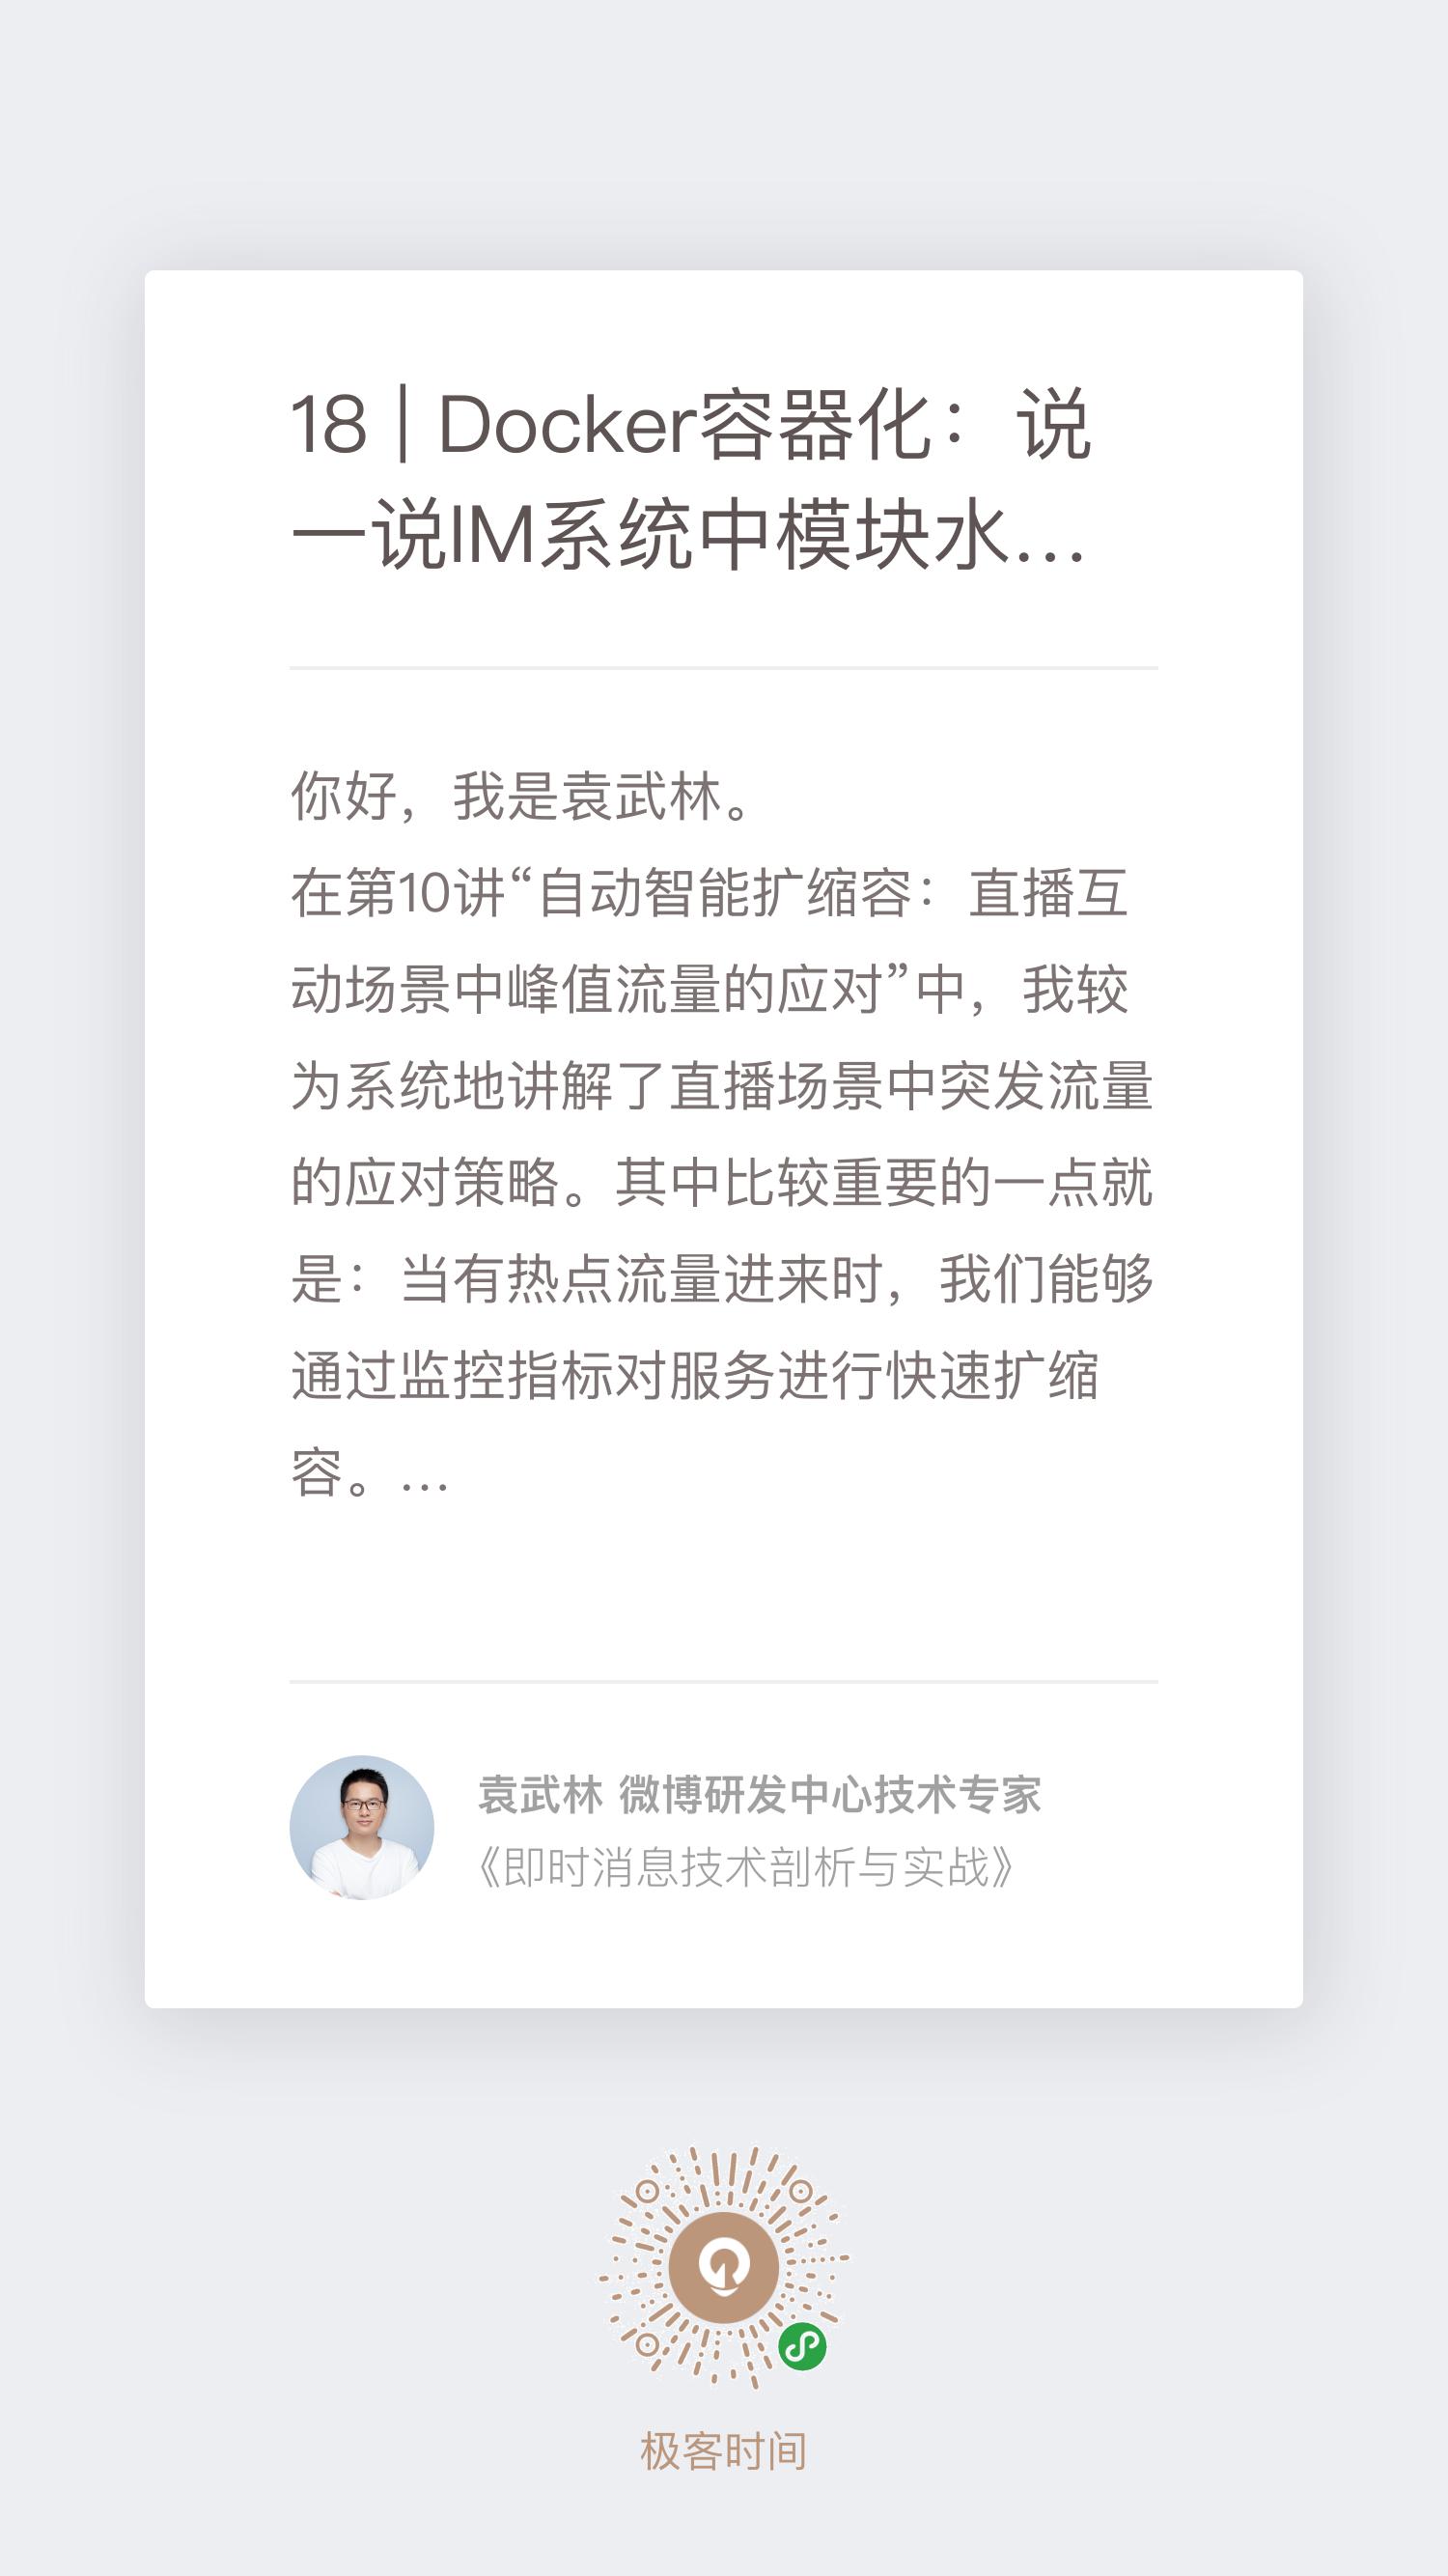 18 | Docker容器化：说
一说IM系统中模块水…
你好，我是袁武林。
在第10讲“自动智能扩缩容：直播互
动场景中峰值流量的应对”中，我较
为系统地讲解了直播场景中突发流量
的应对策略。其中比较重要的一点就
是：当有热点流量进来时，我们能够
通过监控指标对服务进行快速扩缩
容。…
袁武林 微博研发中心技术专家
《即时消息技术剖析与实战》
极客时间